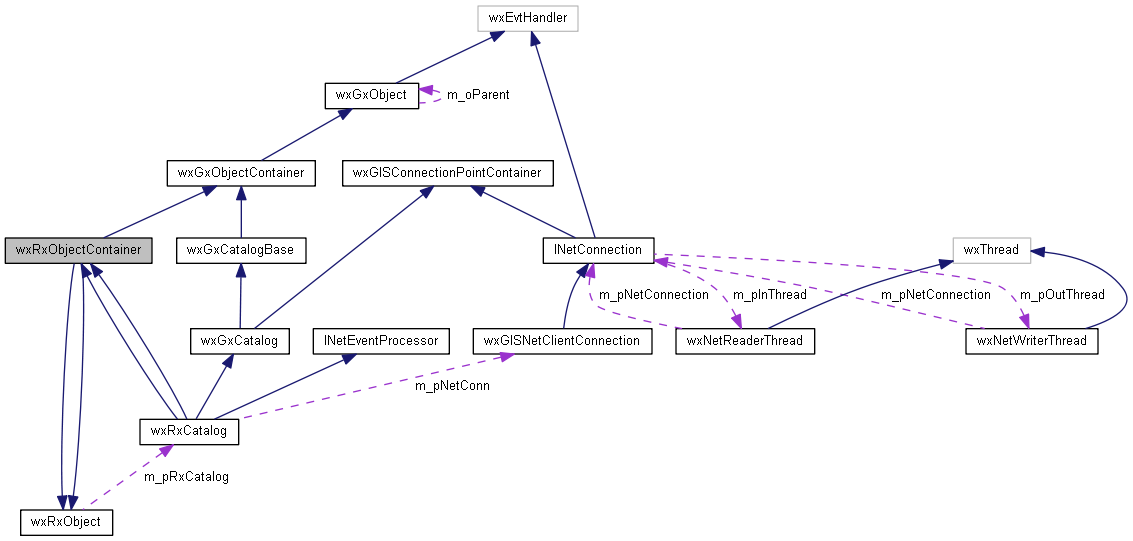 wxEvtHandler
wxGxObject
m_oParent
wxGxObjectContainer
wxGISConnectionPointContainer
wxRxObjectContainer
wxGxCatalogBase
INetConnection
wxThread
m_pNetConnection
m_pInThread
m_pNetConnection
m_pOutThread
wxGxCatalog
INetEventProcessor
wxGISNetClientConnection
wxNetReaderThread
wxNetWriterThread
m_pNetConn
wxRxCatalog
m_pRxCatalog
wxRxObject